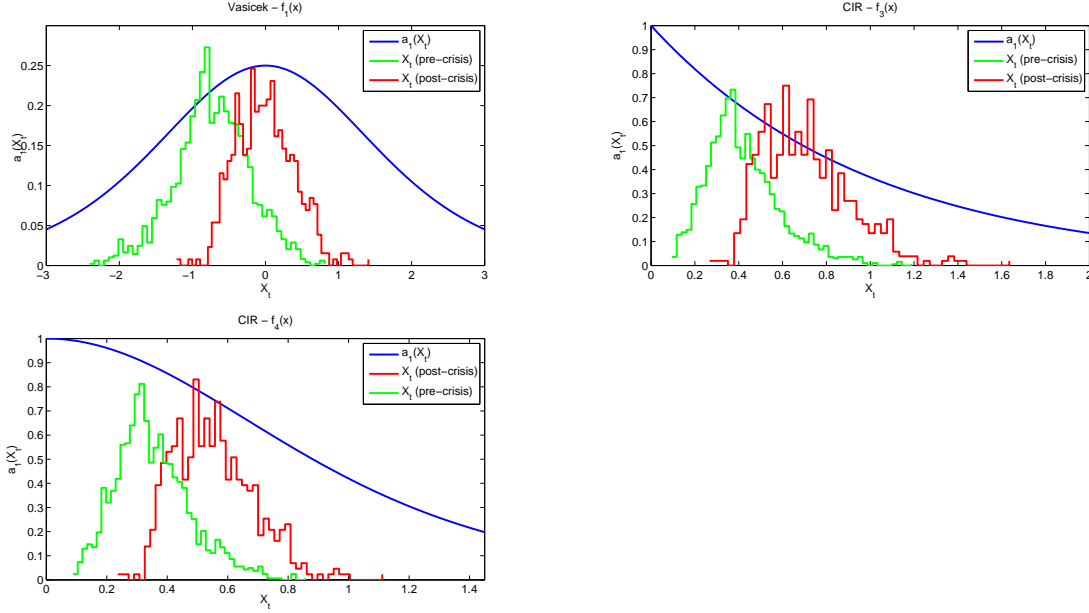 Vasicek − f1(x)
a1(Xt)
Xt (pre−crisis)
Xt (post−crisis)
0.25
0.2
0.15
0.1
0.05
0
a1(Xt)
−3 −2 −1 0 1 2 3
Xt
CIR − f3(x)
a1(Xt)
Xt (pre−crisis)
Xt (post−crisis)
1
0.9
0.8
0.7
0.6
0.5
0.4
0.3
0.2
0.1
0
a1(Xt)
0 0.2 0.4 0.6 0.8 1 1.2 1.4 1.6 1.8 2
Xt
CIR − f4(x)
a1(Xt)
Xt (post−crisis)
Xt (pre−crisis)
1
0.9
0.8
0.7
0.6
0.5
0.4
0.3
0.2
0.1
0
a1(Xt)
0 0.2 0.4 0.6 0.8 1 1.2 1.4
Xt